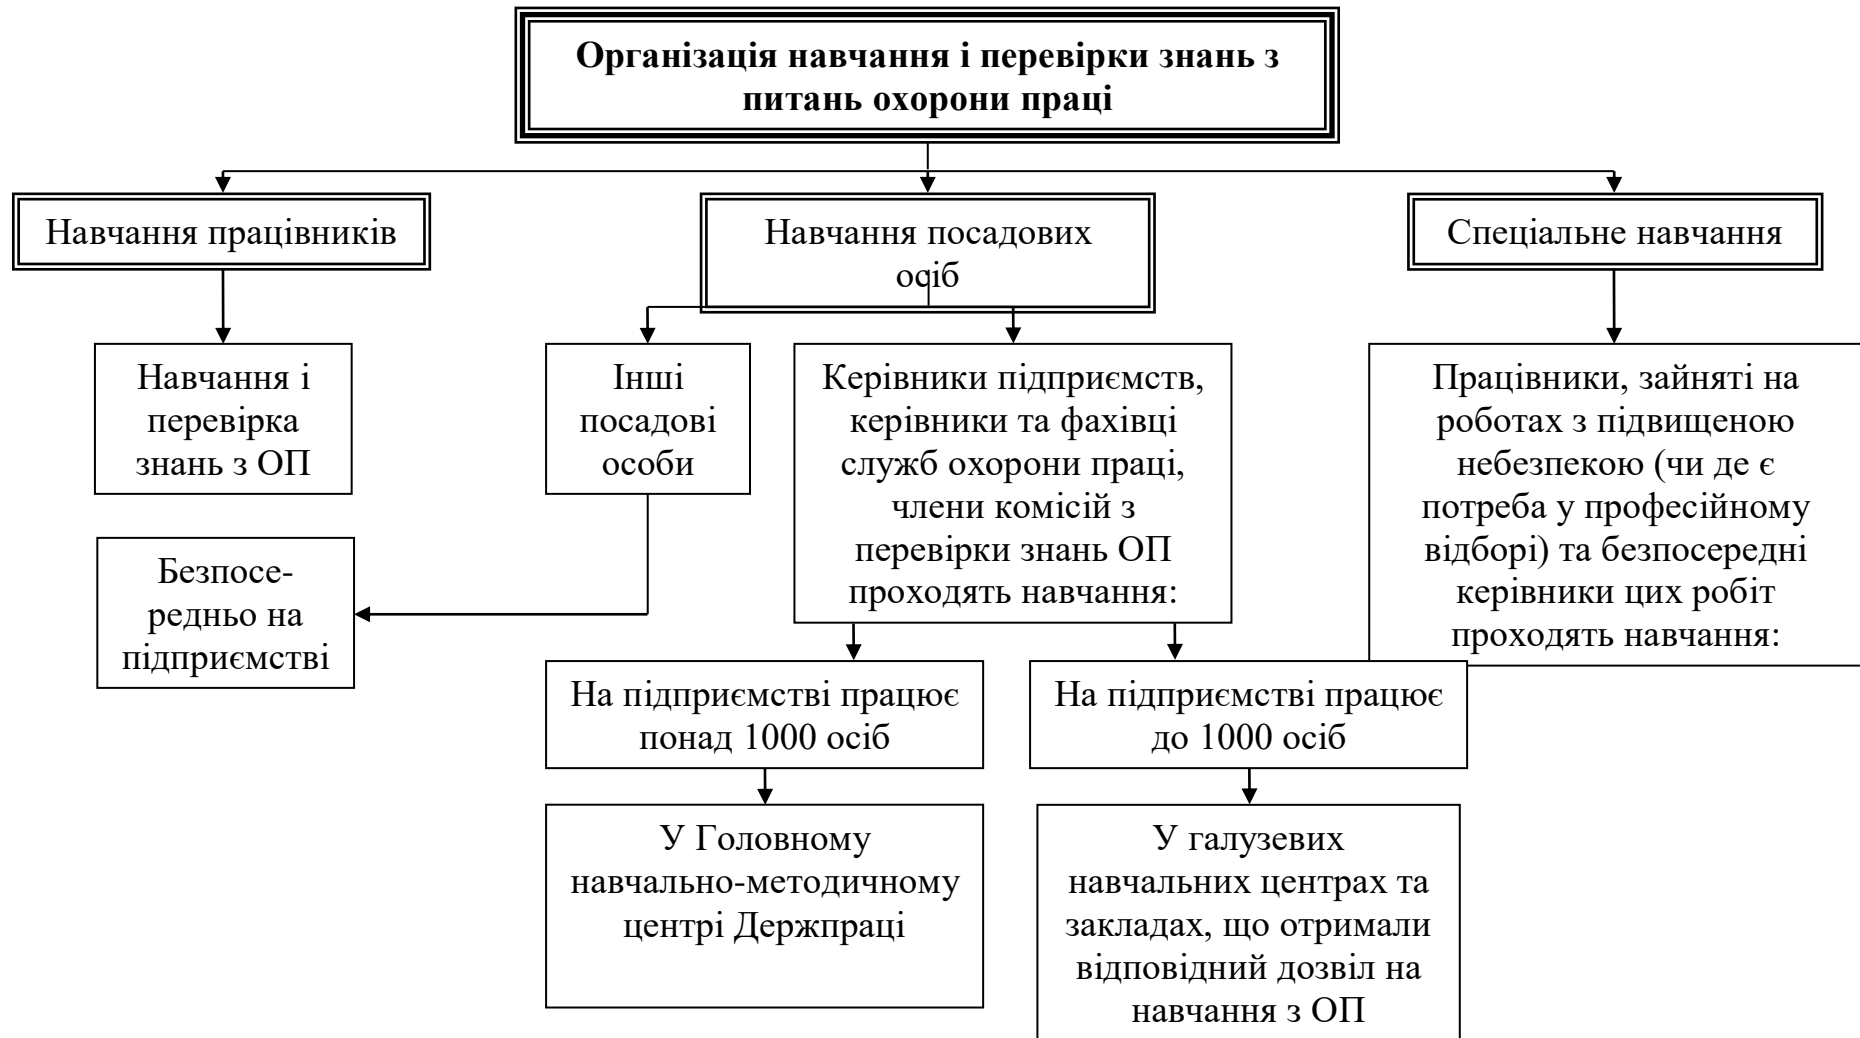 Організація навчання і перевірки знань з
питань охорони праці
Навчання працівників
Навчання посадових
осіб
Спеціальне навчання
Навчання і
перевірка
знань з ОП
Інші
посадові
особи
Керівники підприємств,
керівники та фахівці
служб охорони праці,
члени комісій з
перевірки знань ОП
проходять навчання:
Працівники, зайняті на
роботах з підвищеною
небезпекою (чи де є
потреба у професійному
відборі) та безпосередні
керівники цих робіт
проходять навчання:
Безпосе-
редньо на
підприємстві
На підприємстві працює
понад 1000 осіб
На підприємстві працює
до 1000 осіб
У Головному
навчально-методичному
центрі Держпраці
У галузевих
навчальних центрах та
закладах, що отримали
відповідний дозвіл на
навчання з ОП